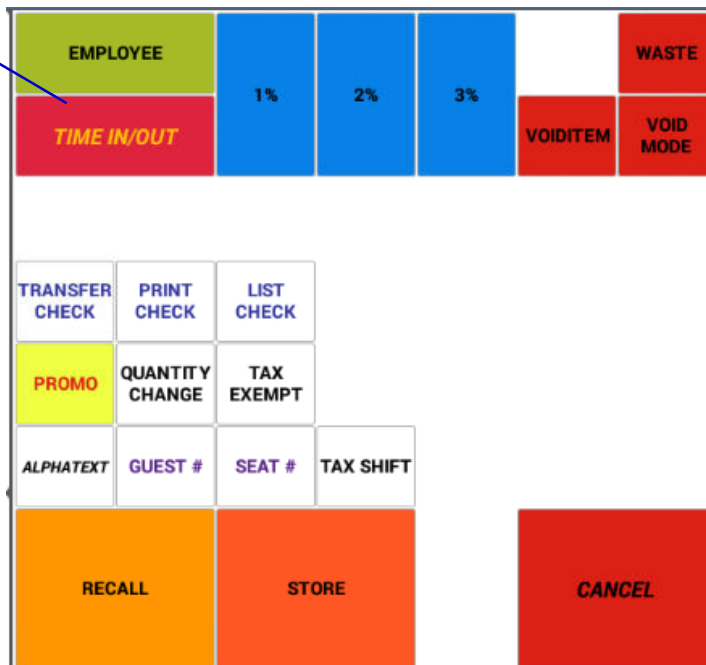 EMPLOYEE
1%
2%
3%
WASTE
TIME IN/OUT
VOIDITEM
VOID
MODE
TRANSFER
CHECK
PRINT
CHECK
LIST
CHECK
PROMO
QUANTITY
CHANGE
TAX
EXEMPT
ALPHATEXT
GUEST #
SEAT #
TAX SHIFT
RECALL
STORE
CANCEL